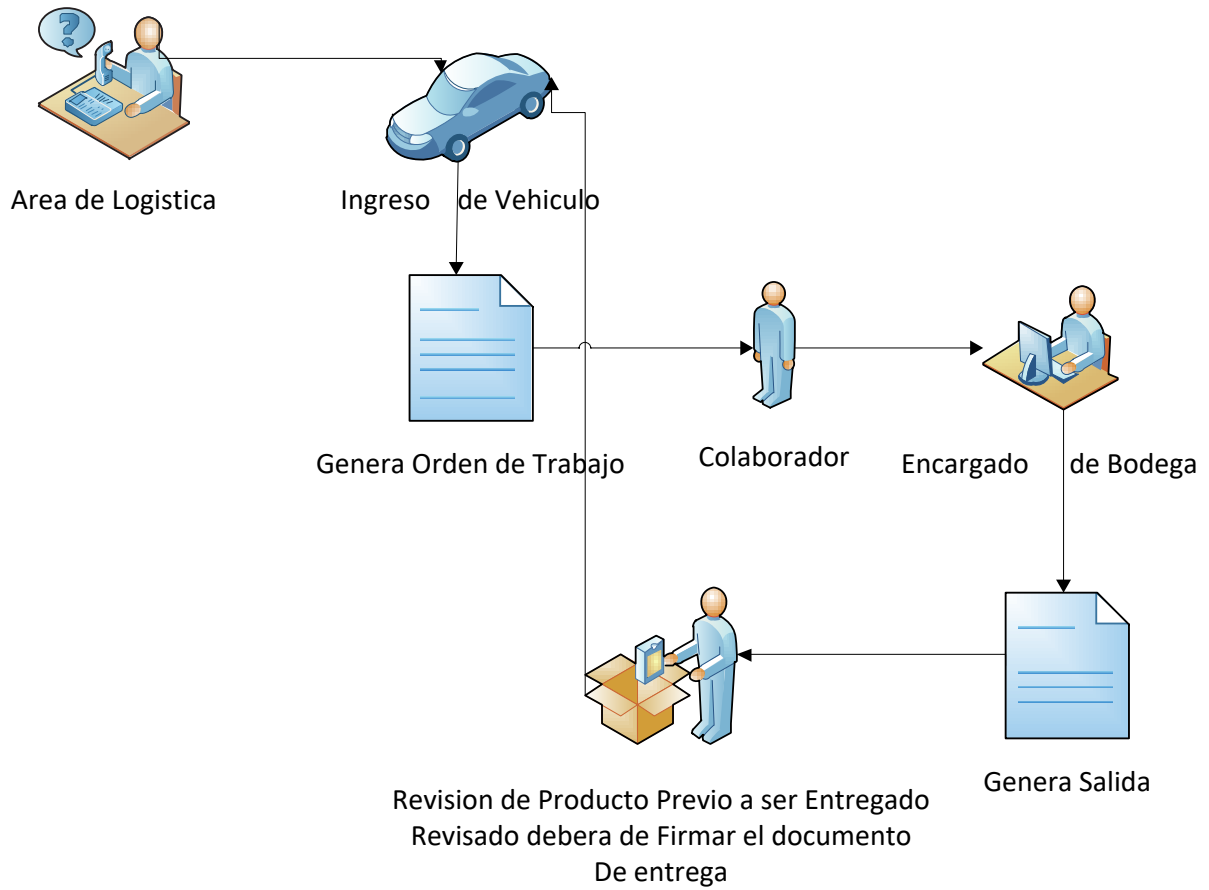 ?
Area de Logistica
Ingreso de Vehiculo
Genera Orden de Trabajo
Colaborador
Encargado de Bodega
Genera Salida
Revision de Producto Previo a ser Entregado
Revisado debera de Firmar el documento
De entrega